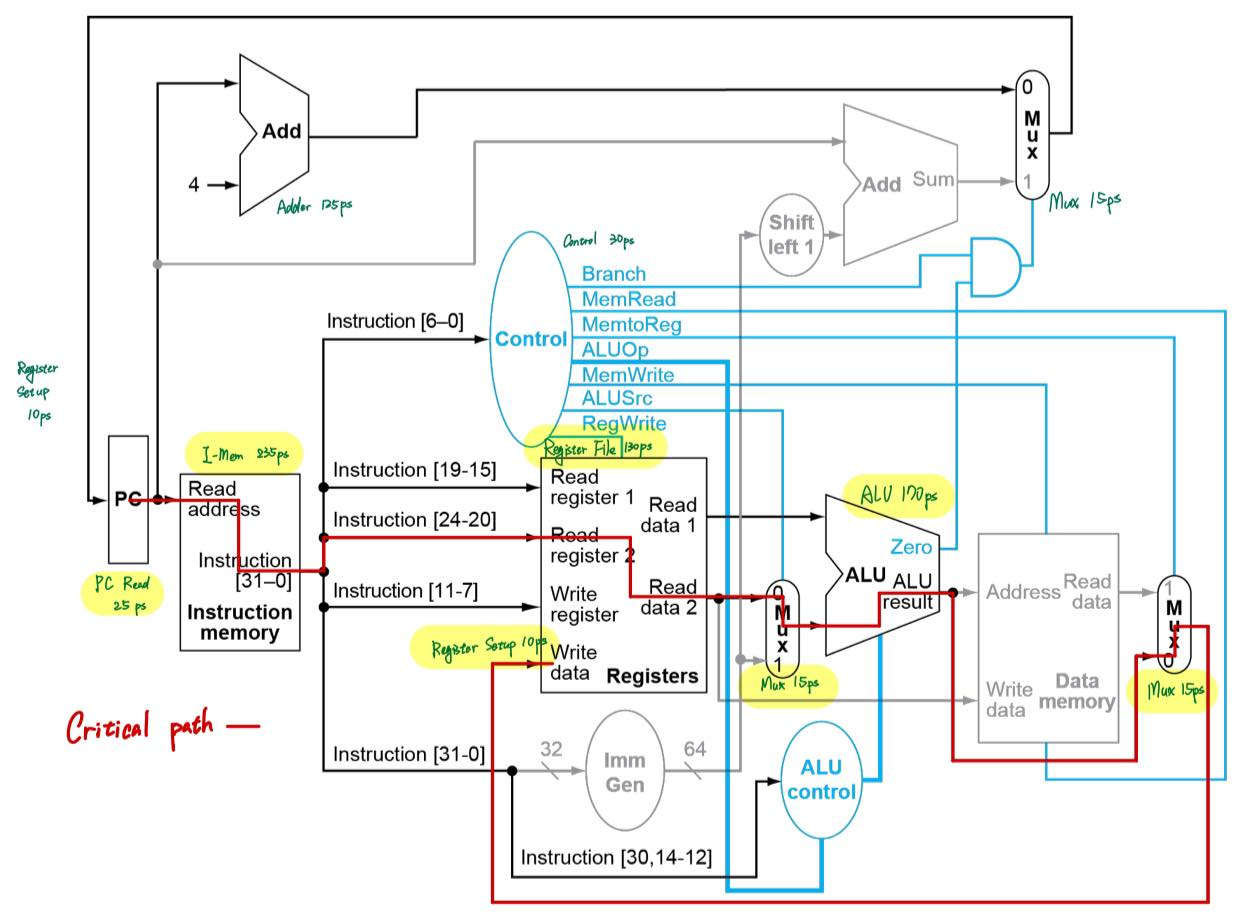 0
M
u
x
1
Mux 15ps
Add
4
Adder 125ps
Add Sum
Shift
left 1
Control 30ps
Branch
MemRead
MemtoReg
ALUOp
MemWrite
ALUSrc
RegWrite
Control
Instruction [6–0]
Register
Setup
10ps
PC
PC Read
25 ps
I-Mem 235ps
Read
address
Instruction
[31–0]
Instruction
memory
Instruction [19-15]
Instruction [24-20]
Instruction [11-7]
Register File 130ps
Read
register 1
Read
data 1
Read
register 2
Write
register
Read
data 2
Register Setup 10ps
Write
data
Registers
0
M
u
x
1
Mux 15ps
ALU 170ps
Zero
ALU
ALU
result
Address
Read
data
Write
data
Data
memory
1
M
u
x
0
Mux 15ps
Critical path
Instruction [31-0]
32
Imm
Gen
64
ALU
control
Instruction [30,14-12]